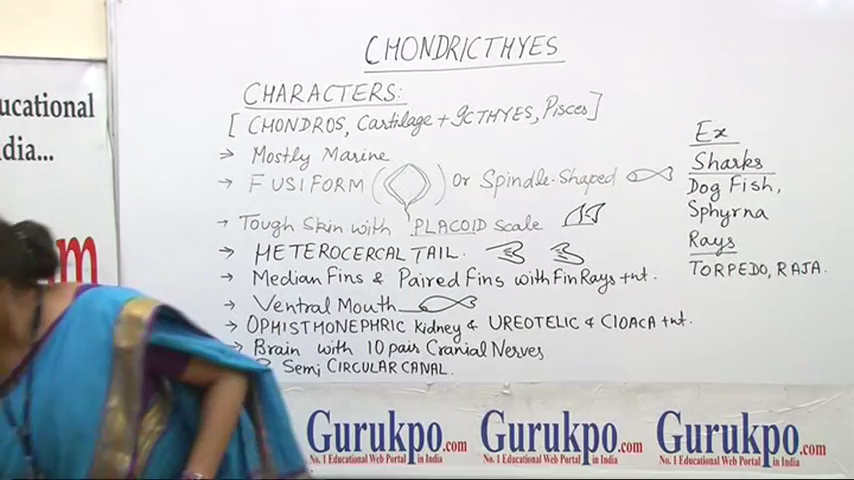 CHONDRICTHYES
CHARACTERS:
[ CHONDROS, Cartilage + ICTHYES, Pisces]
⇒ Mostly Marine
→ FUSIFORM ( ) Or Spindle-Shaped
→ Tough Skin with PLACOID Scale
→ HETEROCERCAL TAIL.
→ Median Fins & Paired Fins with Fin Rays +nt.
→ Ventral Mouth
→ OPHISTMONEPHRIC Kidney & UREOTELIC & ClOACA +nt.
→ Brain with 10 pair Cranial Nerves
Semi CIRCULAR CANAL.
Ex
Sharks
Dog Fish,
Sphyrna
Rays
TORPEDO, RAJA.
ucational
dia...
m
Gurukpo.com
No. 1 Educational Web Portal in India
Gurukpo.com
No. 1 Educational Web Portal in India
Gurukpo.com
No. 1 Educational Web Portal in India